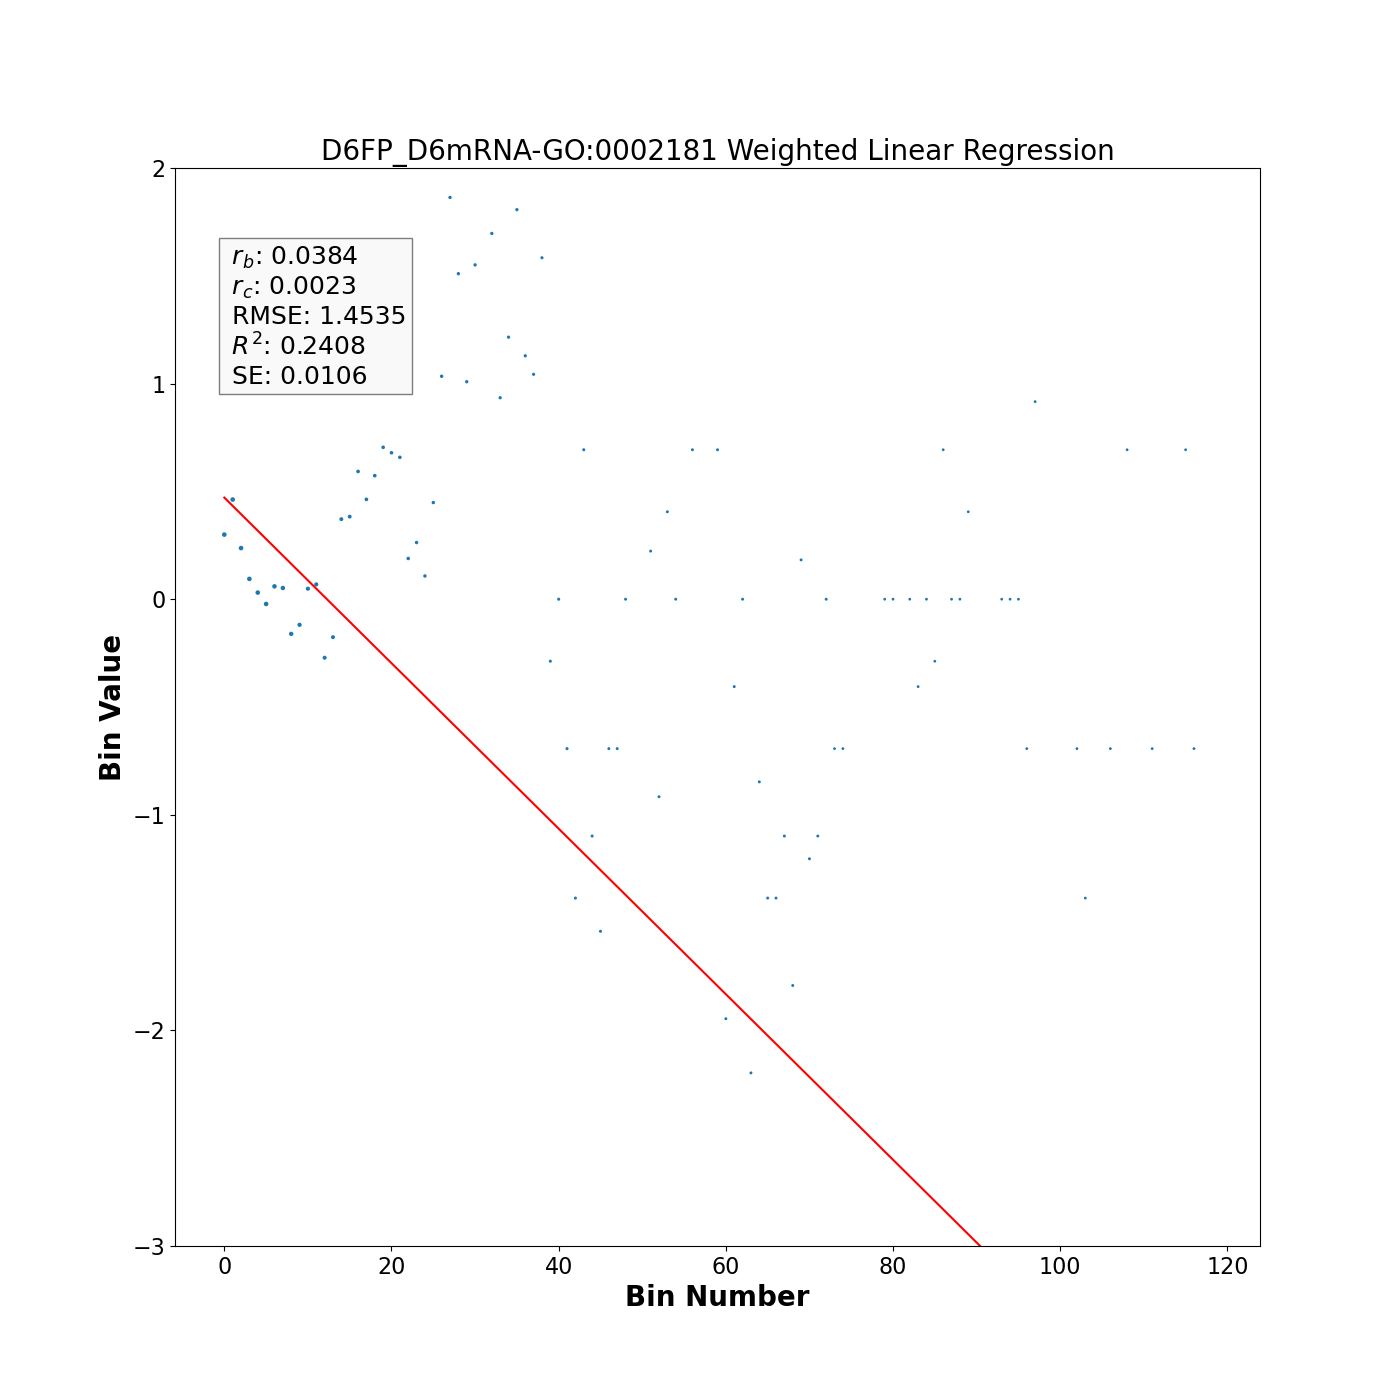 D6FP_D6mRNA-GO:0002181 Weighted Linear Regression
2
1
0
−1
−2
−3
r_b: 0.0384
r_c: 0.0023
RMSE: 1.4535
R²: 0.2408
SE: 0.0106
Bin Value
0 20 40 60 80 100 120
Bin Number